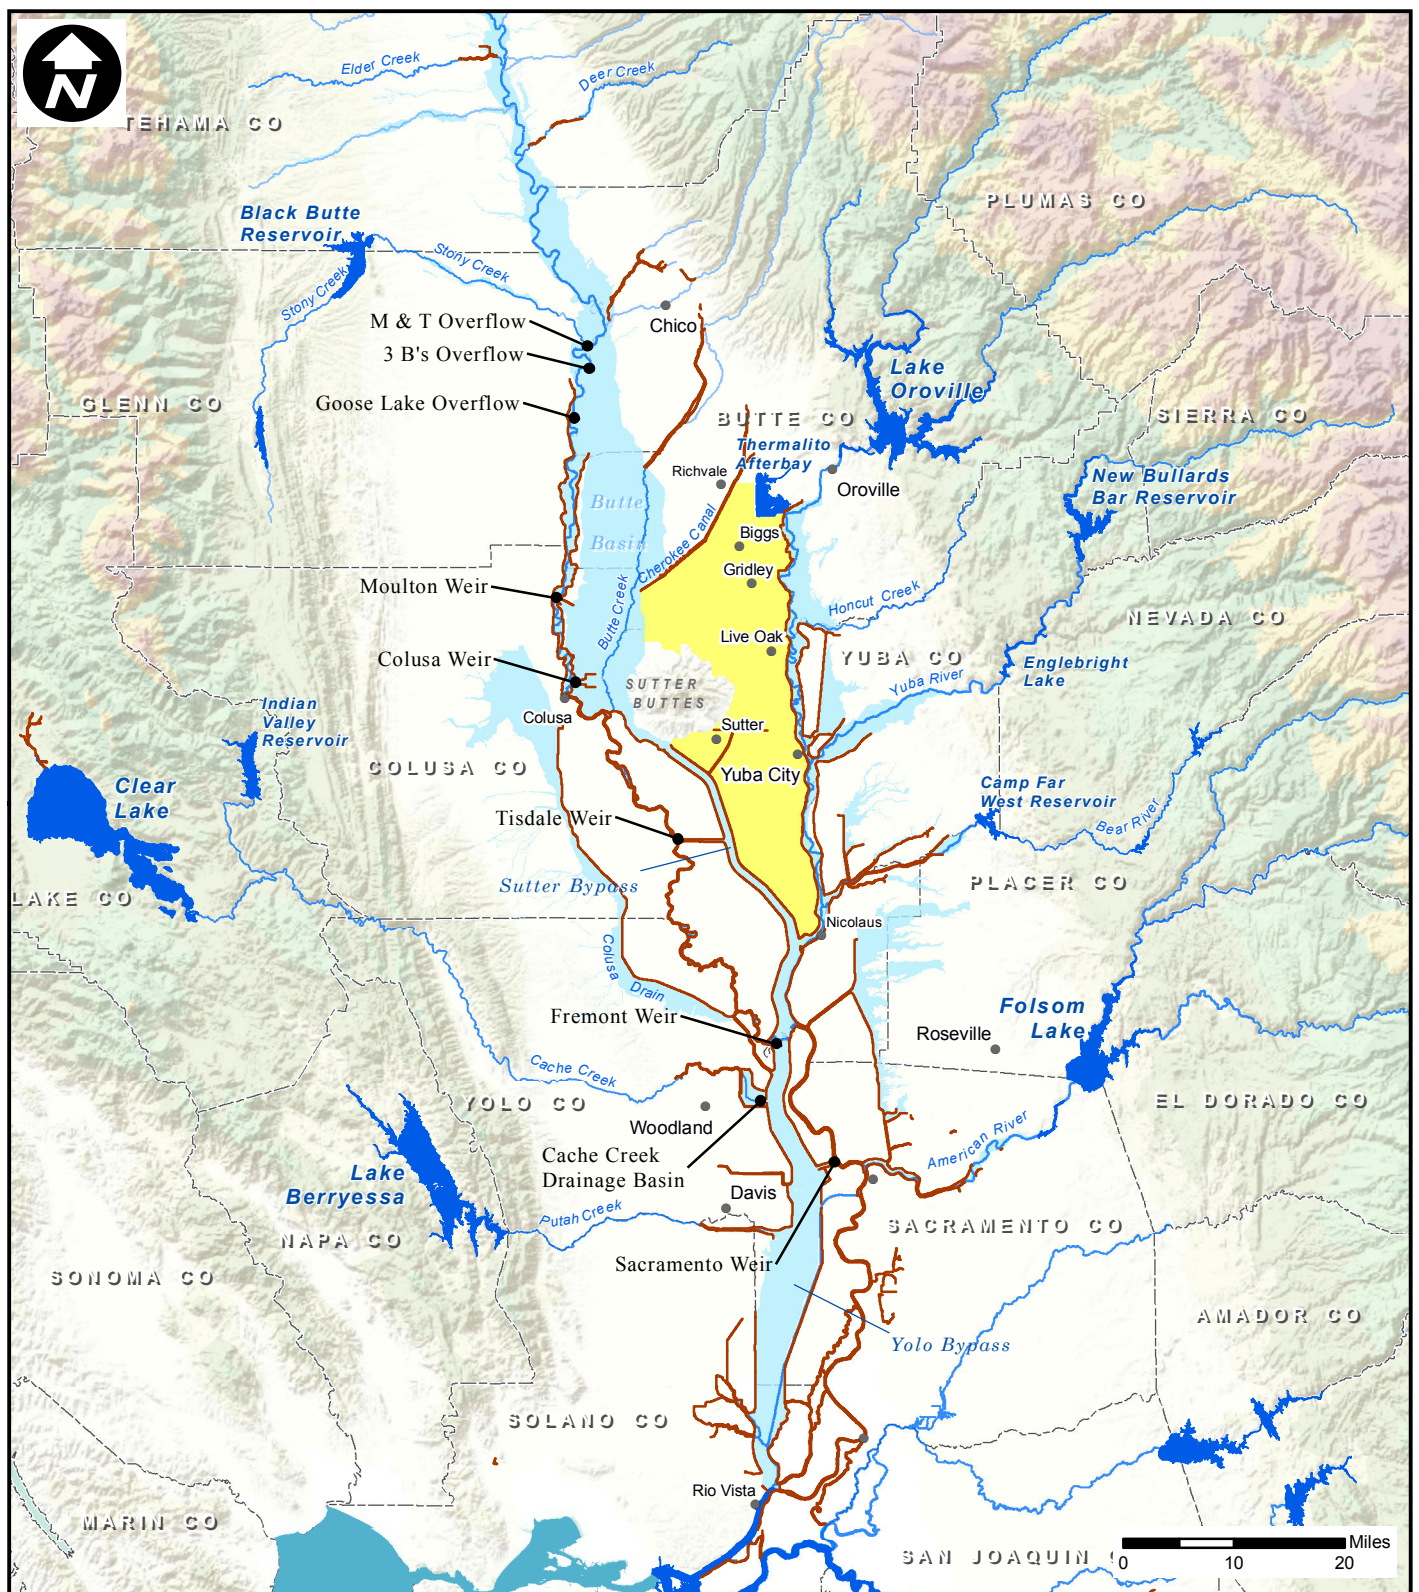 N
Elder Creek
Deer Creek
TEHAMA CO
PLUMAS CO
Black Butte
Reservoir
Stony Creek
Stony Creek
M & T Overflow
Chico
3 B's Overflow
Lake
Oroville
GLENN CO
Goose Lake Overflow
BUTTE CO
SIERRA CO
Thermalito
Afterbay
Richvale
Oroville
New Bullards
Bar Reservoir
Butte
Basin
Cherokee Canal
Biggs
Gridley
Moulton Weir
Butte Creek
Honcut Creek
NEVADA CO
Live Oak
YUBA CO
Colusa Weir
Englebright
Lake
Yuba River
SUTTER
BUTTES
Colusa
Indian
Valley
Reservoir
Sutter
COLUSA CO
Yuba City
Clear
Lake
Camp Far
West Reservoir
Tisdale Weir
Bear River
Sutter Bypass
PLACER CO
LAKE CO
Nicolaus
Colusa Drain
Fremont Weir
Folsom
Lake
Roseville
Cache Creek
YOLO CO
EL DORADO CO
Woodland
American River
Cache Creek
Drainage Basin
Lake
Berryessa
Davis
Putah Creek
SACRAMENTO CO
NAPA CO
Sacramento Weir
SONOMA CO
AMADOR CO
Yolo Bypass
SOLANO CO
Rio Vista
MARIN CO
SAN JOAQUIN
Miles
0 10 20